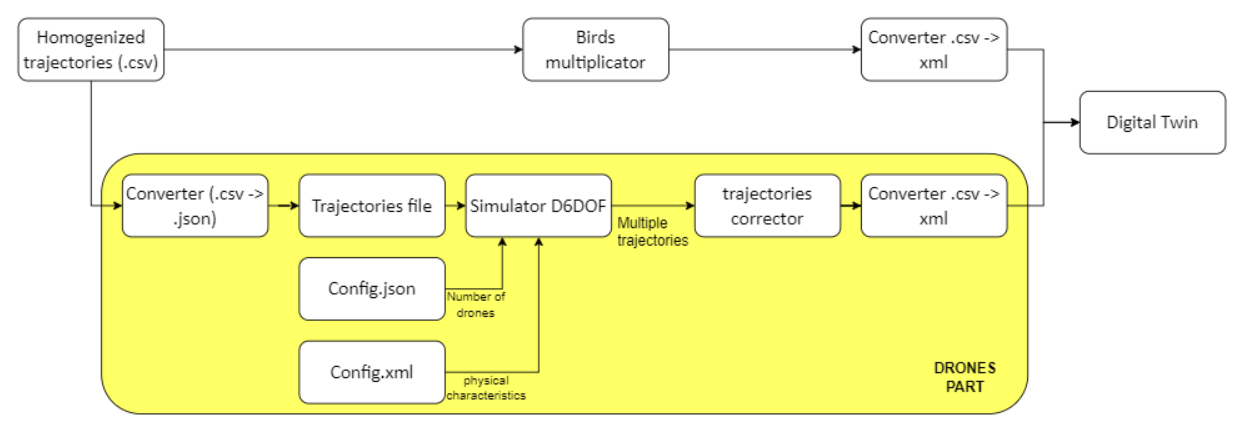 Homogenized
trajectories (.csv)
Birds
multiplicator
Converter .csv ->
xml
Digital Twin
Converter (.csv ->
.json)
Trajectories file
Simulator D6DOF
Multiple
trajectories
trajectories
corrector
Converter .csv ->
xml
Config.json
Number of
drones
Config.xml
physical
characteristics
DRONES
PART